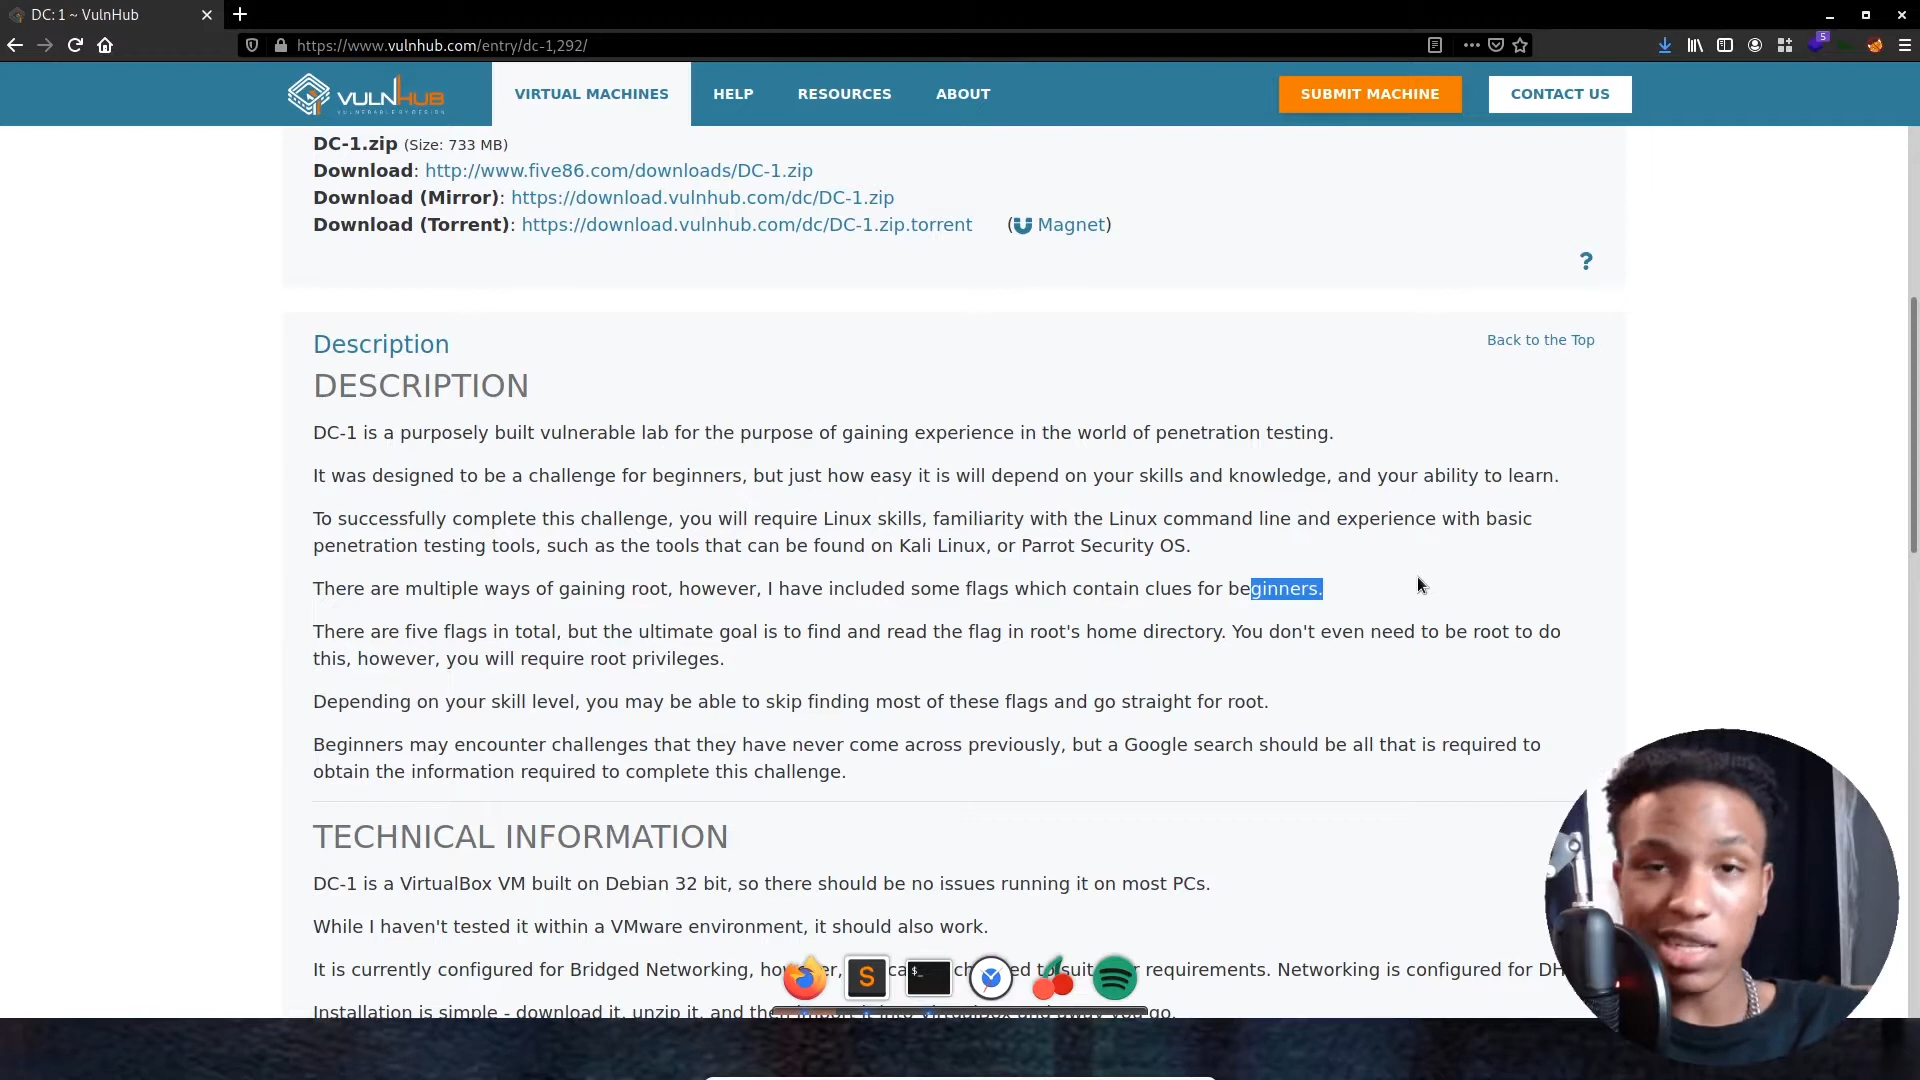 DC: 1 ~ VulnHub
https://www.vulnhub.com/entry/dc-1,292/
5
VULNHUB
VULNERABLE BY DESIGN
VIRTUAL MACHINES
HELP
RESOURCES
ABOUT
SUBMIT MACHINE
CONTACT US
DC-1.zip (Size: 733 MB)
Download: http://www.five86.com/downloads/DC-1.zip
Download (Mirror): https://download.vulnhub.com/dc/DC-1.zip
Download (Torrent): https://download.vulnhub.com/dc/DC-1.zip.torrent ( Magnet)
?
Description
Back to the Top
DESCRIPTION
DC-1 is a purposely built vulnerable lab for the purpose of gaining experience in the world of penetration testing.
It was designed to be a challenge for beginners, but just how easy it is will depend on your skills and knowledge, and your ability to learn.
To successfully complete this challenge, you will require Linux skills, familiarity with the Linux command line and experience with basic
penetration testing tools, such as the tools that can be found on Kali Linux, or Parrot Security OS.
There are multiple ways of gaining root, however, I have included some flags which contain clues for beginners.
There are five flags in total, but the ultimate goal is to find and read the flag in root's home directory. You don't even need to be root to do
this, however, you will require root privileges.
Depending on your skill level, you may be able to skip finding most of these flags and go straight for root.
Beginners may encounter challenges that they have never come across previously, but a Google search should be all that is required to
obtain the information required to complete this challenge.
TECHNICAL INFORMATION
DC-1 is a VirtualBox VM built on Debian 32 bit, so there should be no issues running it on most PCs.
While I haven't tested it within a VMware environment, it should also work.
It is currently configured for Bridged Networking, requirements. Networking is configured for DH
S
$_
Installation is simple - download it, unzip it, and then import it into VirtualBox and away you go.